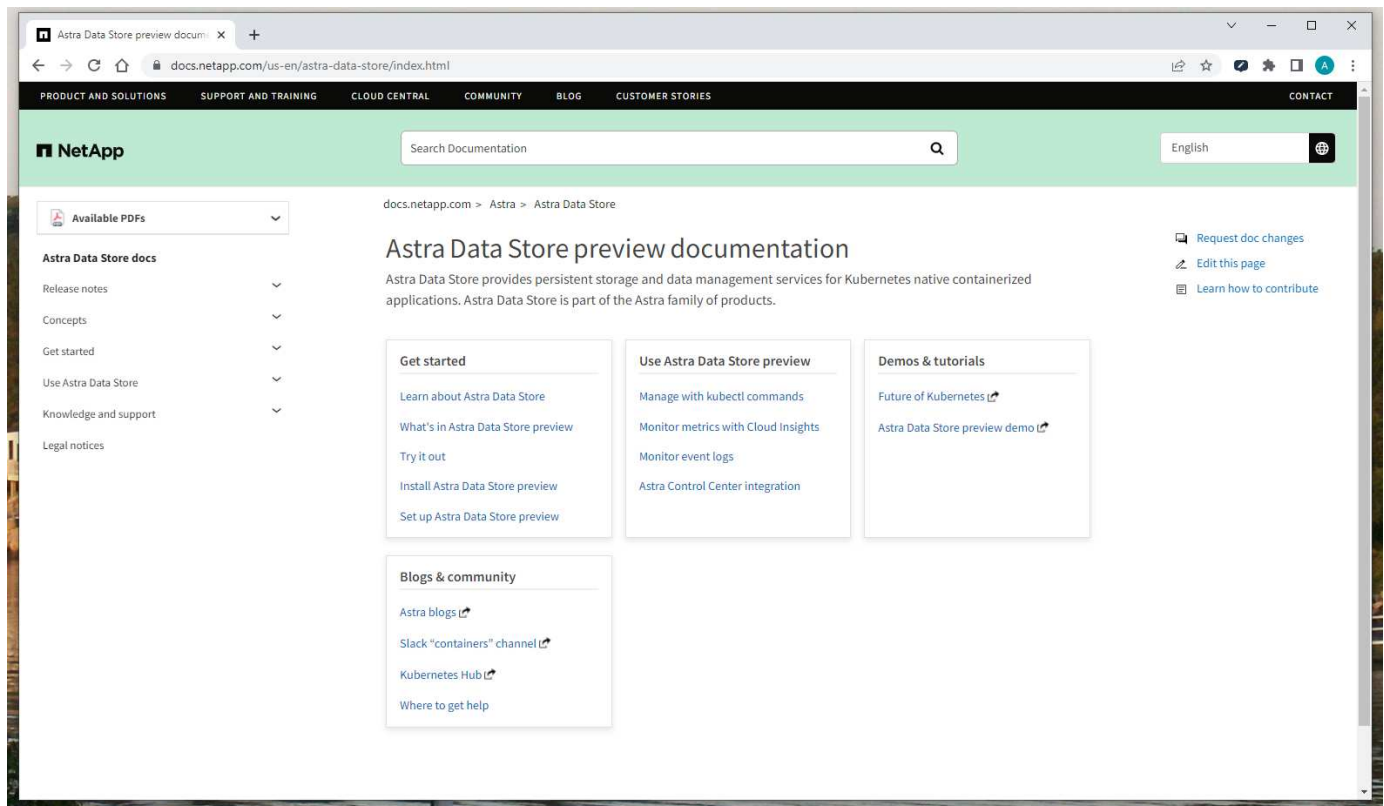 Astra Data Store preview docum
docs.netapp.com/us-en/astra-data-store/index.html
A
PRODUCT AND SOLUTIONS SUPPORT AND TRAINING CLOUD CENTRAL COMMUNITY BLOG CUSTOMER STORIES CONTACT
NetApp
Search Documentation
English
Available PDFs
Astra Data Store docs
Release notes
Concepts
Get started
Use Astra Data Store
Knowledge and support
Legal notices
docs.netapp.com > Astra > Astra Data Store
Astra Data Store preview documentation
Astra Data Store provides persistent storage and data management services for Kubernetes native containerized
applications. Astra Data Store is part of the Astra family of products.
Request doc changes
Edit this page
Learn how to contribute
Get started
Learn about Astra Data Store
What's in Astra Data Store preview
Try it out
Install Astra Data Store preview
Set up Astra Data Store preview
Use Astra Data Store preview
Manage with kubectl commands
Monitor metrics with Cloud Insights
Monitor event logs
Astra Control Center integration
Demos & tutorials
Future of Kubernetes
Astra Data Store preview demo
Blogs & community
Astra blogs
Slack “containers” channel
Kubernetes Hub
Where to get help